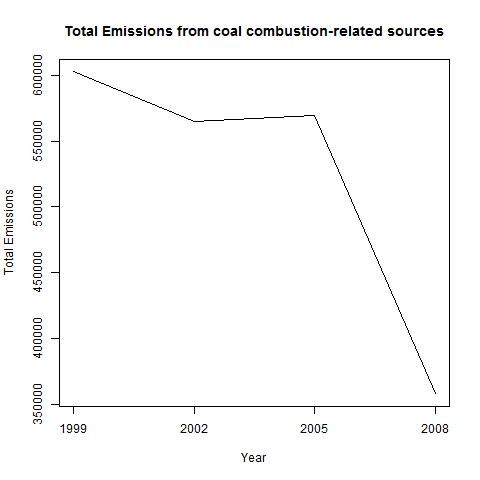 Total Emissions from coal combustion-related sources
Total Emissions
600000
550000
500000
450000
400000
350000
1999 2002 2005 2008
Year